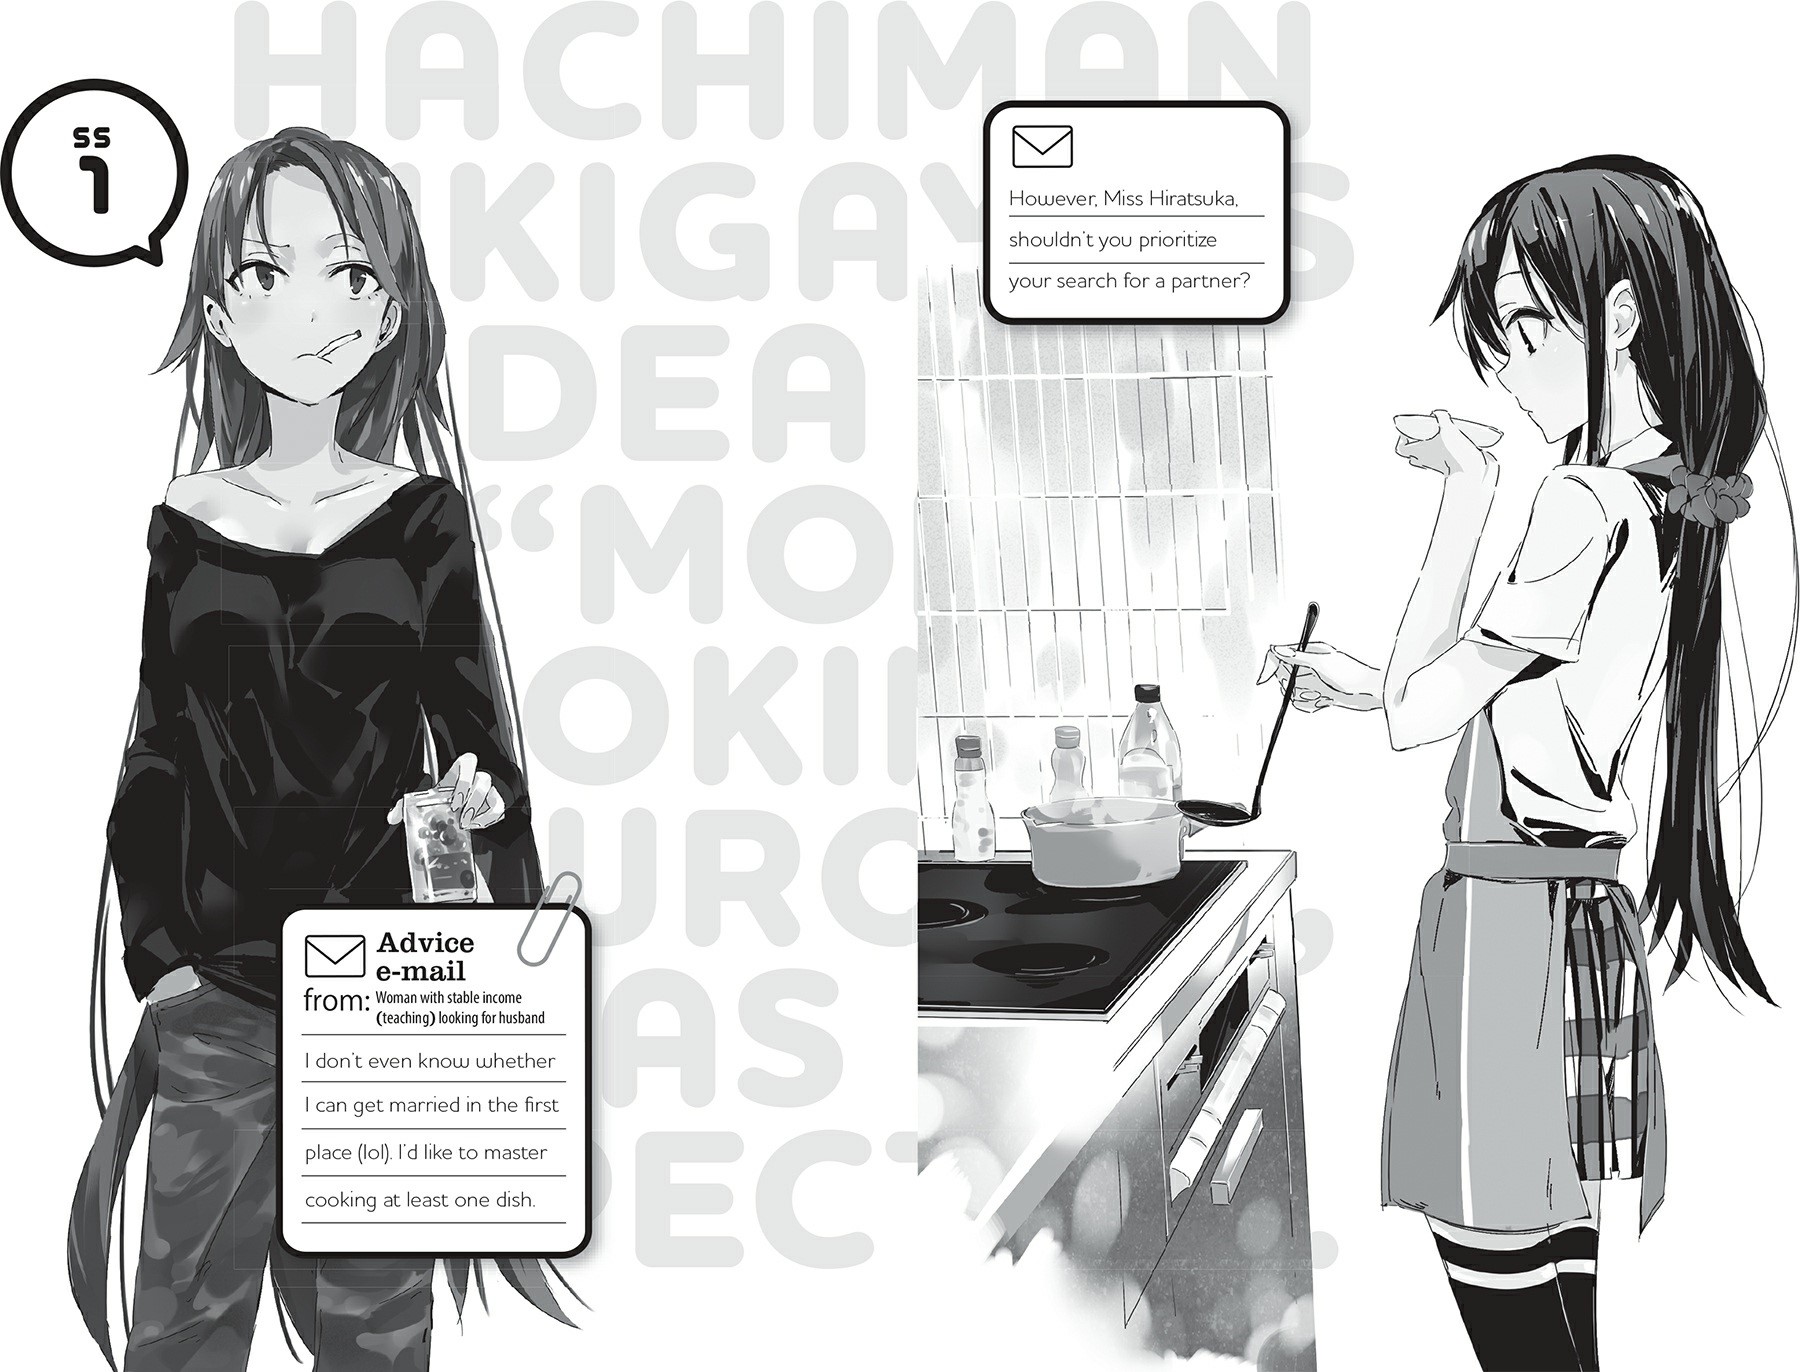 HACHIMAN
SS
1
However, Miss Hiratsuka,
shouldn't you prioritize
your search for a partner?
Advice
e-mail
from: Woman with stable income
(teaching) looking for husband
I don't even know whether
I can get married in the first
place (lol). I'd like to master
cooking at least one dish.